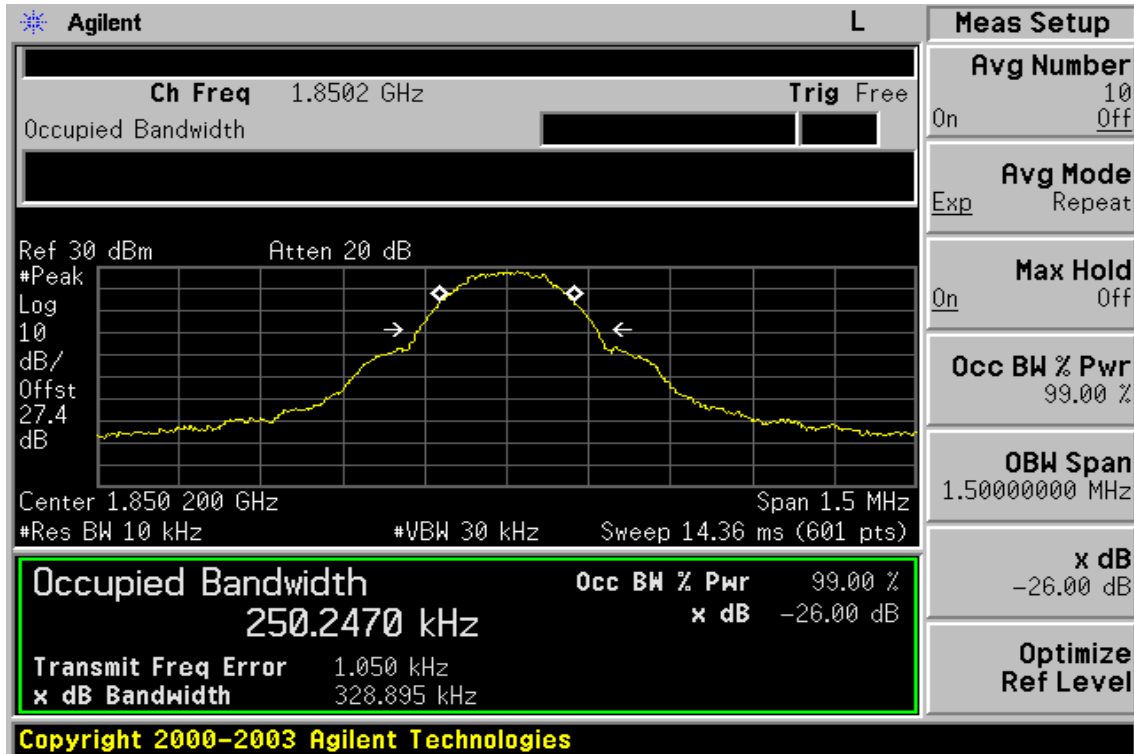 Agilent L Meas Setup
Ch Freq 1.8502 GHz Trig Free
Occupied Bandwidth
Avg Number
10
On Off
Avg Mode
Exp Repeat
Max Hold
On Off
Occ BW % Pwr
99.00 %
OBW Span
1.50000000 MHz
x dB
-26.00 dB
Optimize
Ref Level
Ref 30 dBm Atten 20 dB
#Peak
Log
10
dB/
Offst
27.4
dB
Center 1.850 200 GHz Span 1.5 MHz
#Res BW 10 kHz #VBW 30 kHz Sweep 14.36 ms (601 pts)
Occupied Bandwidth Occ BW % Pwr 99.00 %
250.2470 kHz x dB -26.00 dB
Transmit Freq Error 1.050 kHz
x dB Bandwidth 328.895 kHz
Copyright 2000-2003 Agilent Technologies